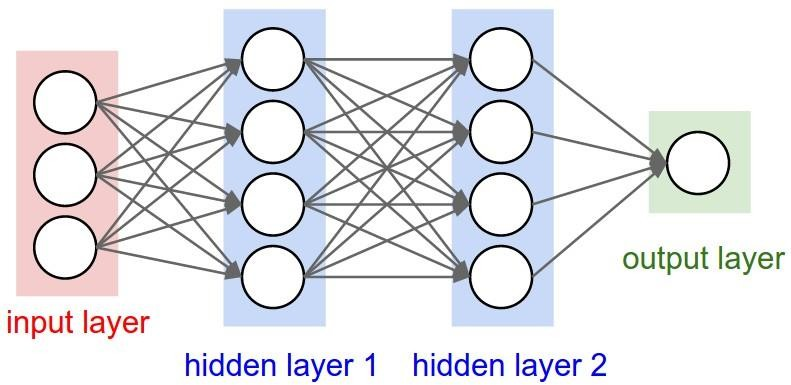 input layer
hidden layer 1
hidden layer 2
output layer